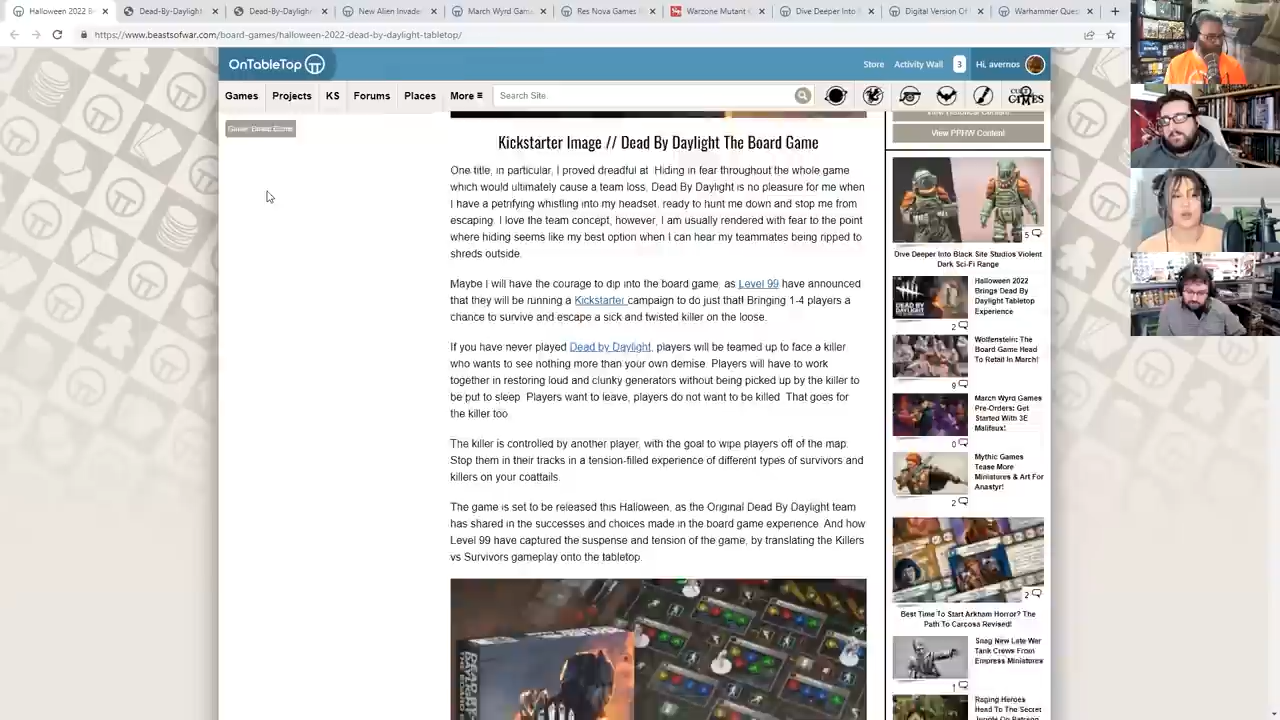 Halloween 2022 B
Dead-By-Daylight
Dead-By-Daylight
New Alien Invade
March Wyrd Gam
Res Nova Games
Warzone Mutant
Dive Deeper Into
Digital Version Of
Warhammer Ques
https://www.beastsofwar.com/board-games/halloween-2022-dead-by-daylight-tabletop/
OnTableTop
Store
Activity Wall
3
Hi, avernos
Games
Projects
KS
Forums
Places
More
Search Site.
Kickstarter Image // Dead By Daylight The Board Game
View PPHW Content
One title, in particular, I proved dreadful at. Hiding in fear throughout the whole game
which would ultimately cause a team loss, Dead By Daylight is no pleasure for me when
I have a petrifying whistling into my headset, ready to hunt me down and stop me from
escaping. I love the team concept, however, I am usually rendered with fear to the point
where hiding seems like my best option when I can hear my teammates being ripped to
shreds outside.
Maybe I will have the courage to dip into the board game as Level 99 have announced
that they will be running a Kickstarter campaign to do just that! Bringing 1-4 players a
chance to survive and escape a sick and twisted killer on the loose.
If you have never played Dead by Daylight, players will be teamed up to face a killer
who wants to see nothing more than your own demise. Players will have to work
together in restoring loud and clunky generators without being picked up by the killer to
be put to sleep. Players want to leave, players do not want to be killed. That goes for
the killer too.
The killer is controlled by another player, with the goal to wipe players off of the map.
Stop them in their tracks in a tension-filled experience of different types of survivors and
killers on your coattails.
The game is set to be released this Halloween, as the Original Dead By Daylight team
has shared in the successes and choices made in the board game experience. And how
Level 99 have captured the suspense and tension of the game, by translating the Killers
vs Survivors gameplay onto the tabletop.
5
Dive Deeper Into Black Site Studios Violent
Dark Sci-Fi Range
DEAD BY
DAYLIGHT
Halloween 2022
Brings Dead By
Daylight Tabletop
Experience
2
Wolfenstein: The
Board Game Head
To Retail In March!
9
March Wyrd Games
Pre-Orders: Get
Started With 3E
Malifaux!
0
Mythic Games
Tease More
Miniatures & Art For
Anastyr!
2
2
Best Time To Start Arkham Horror? The
Path To Carcosa Revised!
Snag New Late War
Tank Crews From
Empress Miniatures
1
Raging Heroes
Head To The Secret
Jungle On Patreon